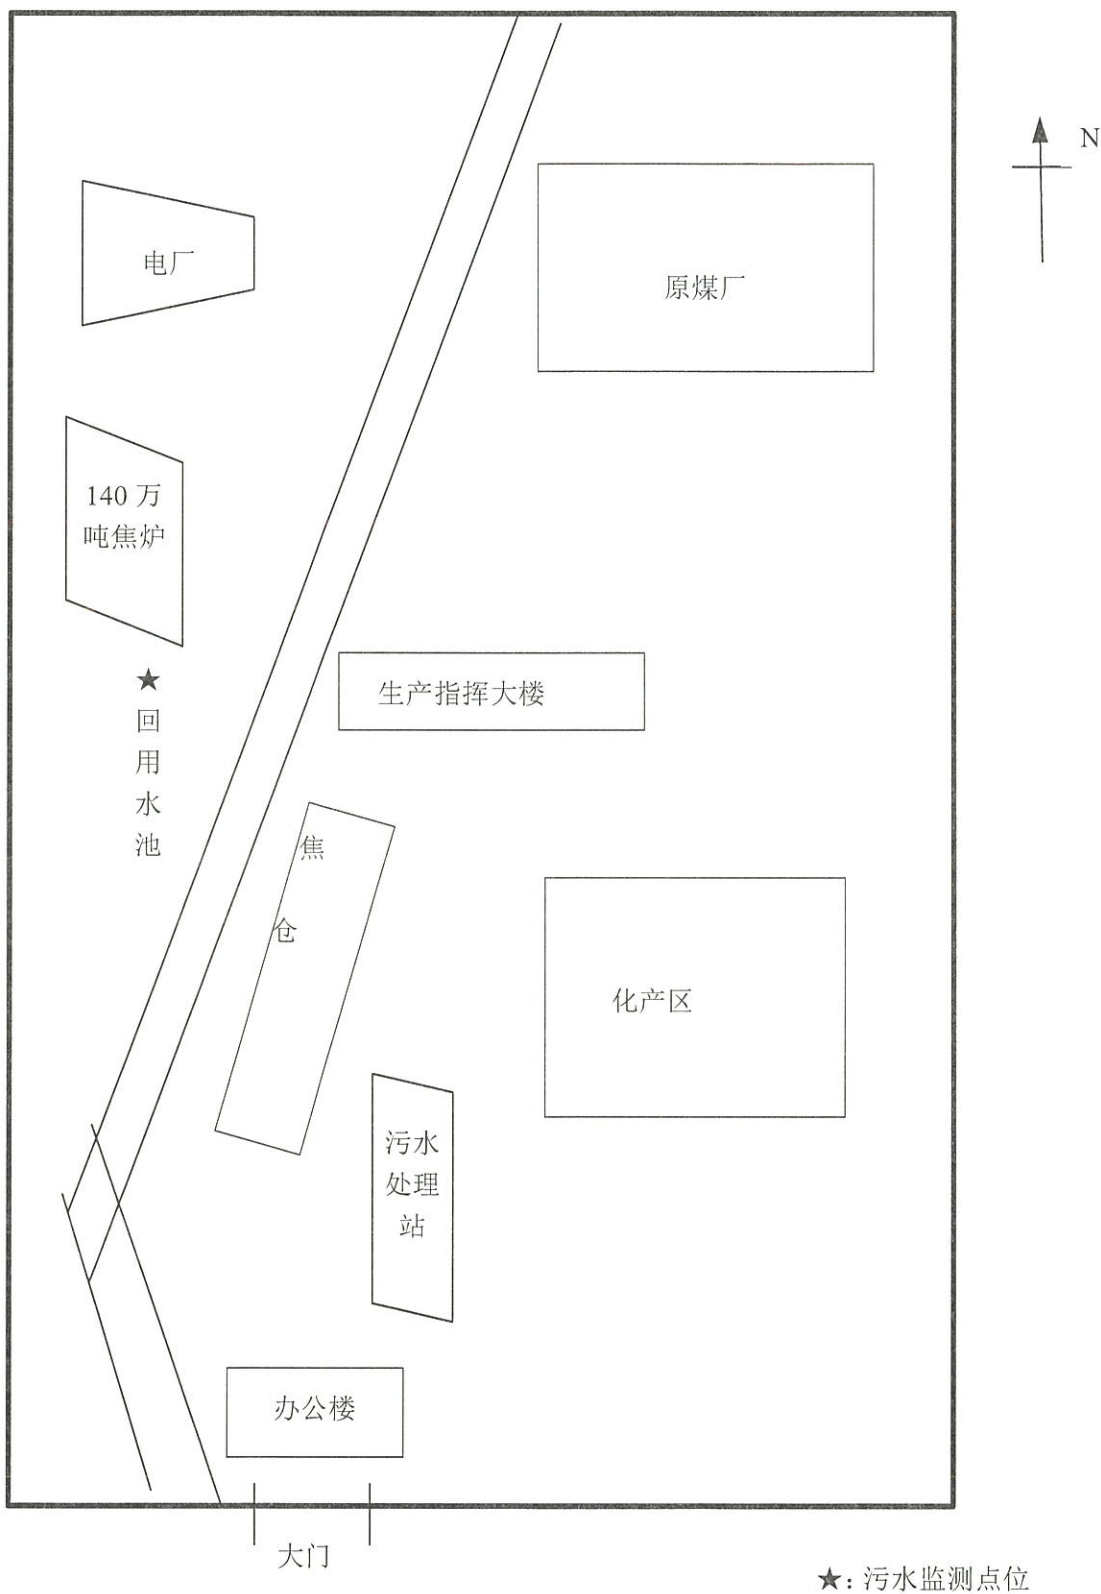 N
电厂
原煤厂
140 万
吨焦炉
生产指挥大楼
★
回
用
水
池
焦
仓
化产区
污水
处理
站
办公楼
大门
★: 污水监测点位